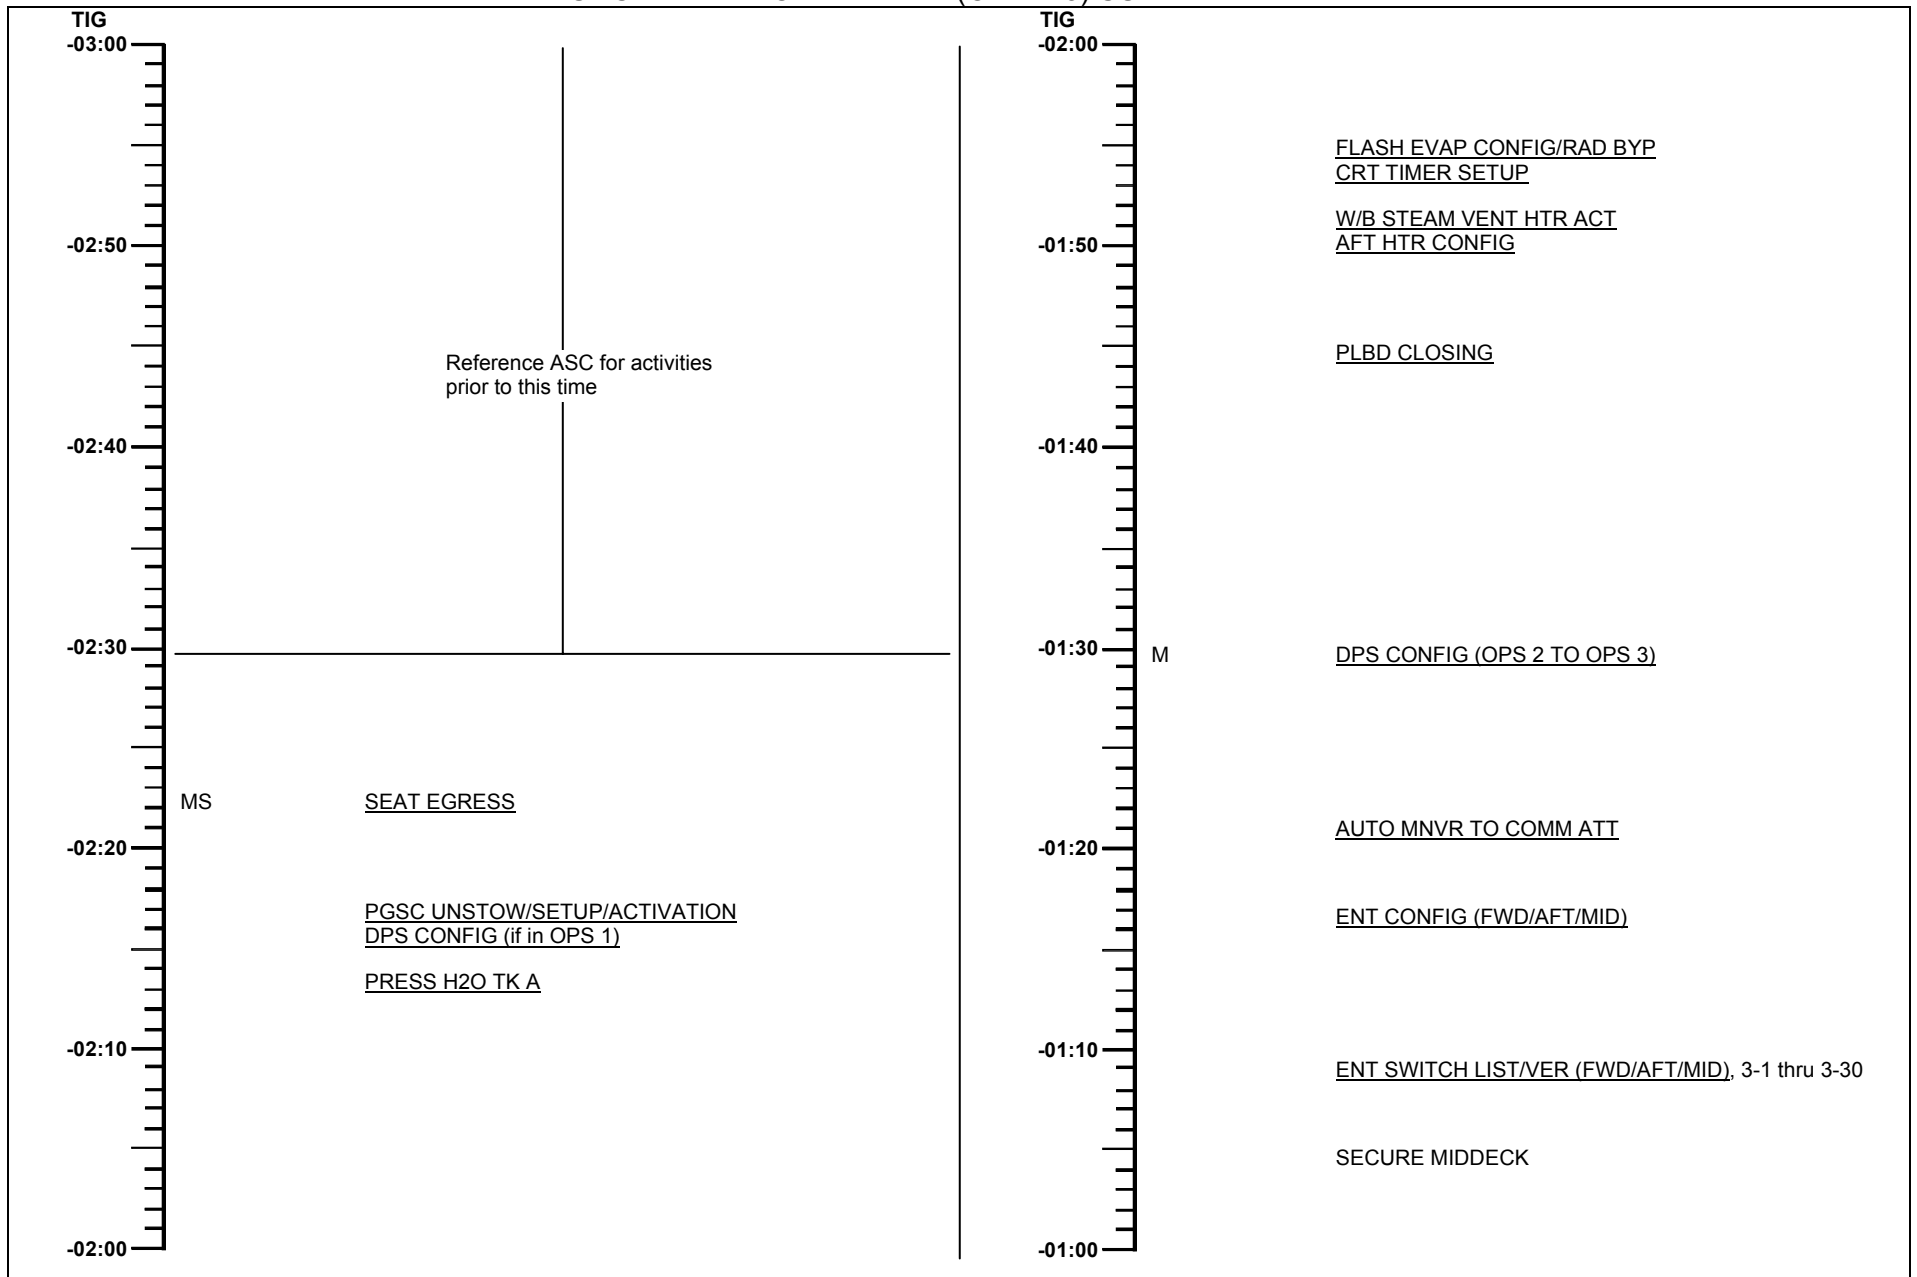 TIG
-03:00
-02:50
Reference ASC for activities
prior to this time
-02:40
-02:30
MS SEAT EGRESS
-02:20
PGSC UNSTOW/SETUP/ACTIVATION
DPS CONFIG (if in OPS 1)
PRESS H2O TK A
-02:10
-02:00
TIG
-02:00
FLASH EVAP CONFIG/RAD BYP
CRT TIMER SETUP
W/B STEAM VENT HTR ACT
-01:50 AFT HTR CONFIG
PLBD CLOSING
-01:40
-01:30 M DPS CONFIG (OPS 2 TO OPS 3)
AUTO MNVR TO COMM ATT
-01:20
ENT CONFIG (FWD/AFT/MID)
-01:10
ENT SWITCH LIST/VER (FWD/AFT/MID), 3-1 thru 3-30
SECURE MIDDECK
-01:00